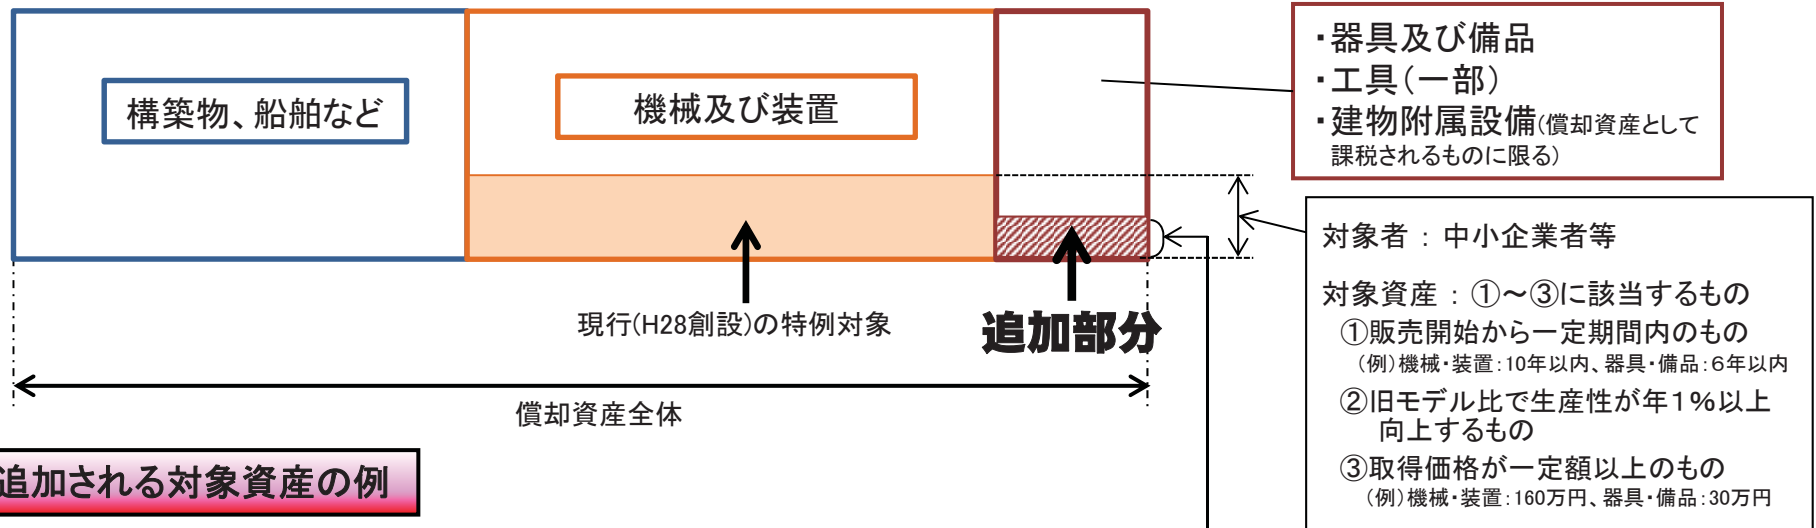 構築物、船舶など
機械及び装置
・器具及び備品
・工具(一部)
・建物附属設備(償却資産として
課税されるものに限る)
現行(H28創設)の特例対象
追加部分
償却資産全体
対象者 : 中小企業者等
対象資産 : ①～③に該当するもの
①販売開始から一定期間内のもの
(例)機械・装置:10年以内、器具・備品:6年以内
②旧モデル比で生産性が年1%以上
向上するもの
③取得価格が一定額以上のもの
(例)機械・装置:160万円、器具・備品:30万円
追加される対象資産の例